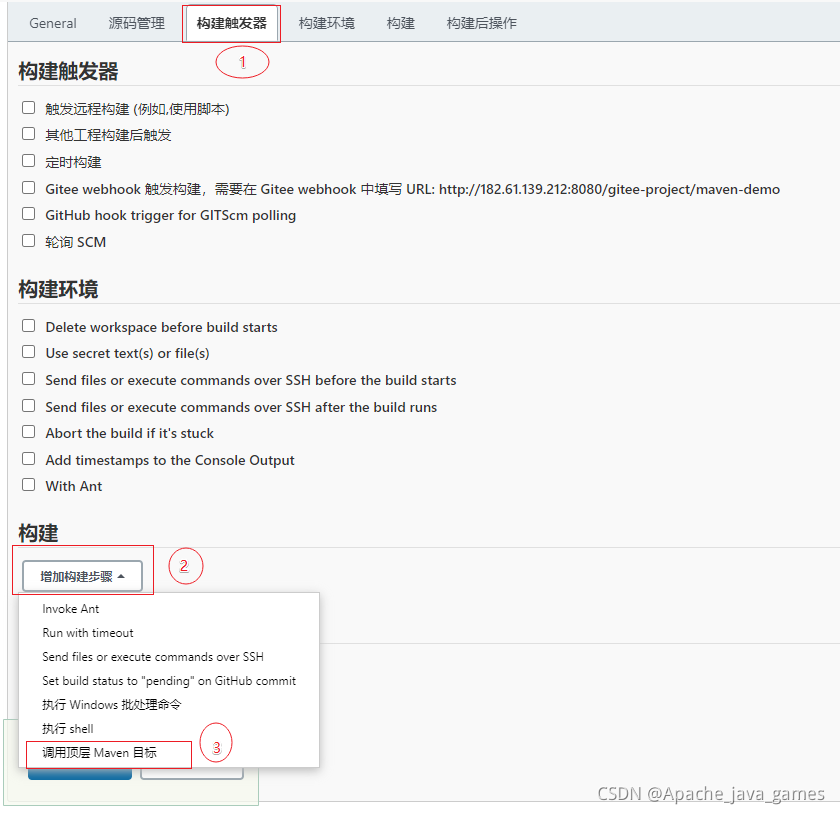 General 源码管理 构建触发器 构建环境 构建 构建后操作
1
构建触发器
触发远程构建 (例如,使用脚本)
其他工程构建后触发
定时构建
Gitee webhook 触发构建，需要在 Gitee webhook 中填写 URL: http://182.61.139.212:8080/gitee-project/maven-demo
GitHub hook trigger for GITScm polling
轮询 SCM
构建环境
Delete workspace before build starts
Use secret text(s) or file(s)
Send files or execute commands over SSH before the build starts
Send files or execute commands over SSH after the build runs
Abort the build if it's stuck
Add timestamps to the Console Output
With Ant
构建
增加构建步骤
2
Invoke Ant
Run with timeout
Send files or execute commands over SSH
Set build status to "pending" on GitHub commit
执行 Windows 批处理命令
执行 shell
调用顶层 Maven 目标
3
CSDN @Apache_java_games